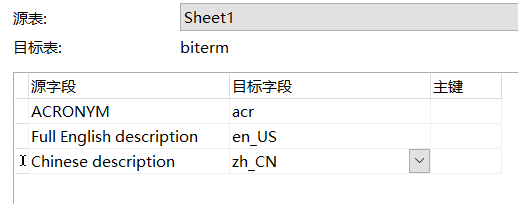 源表: Sheet1
目标表: biterm
源字段 目标字段 主键
ACRONYM acr
Full English description en_US
Chinese description zh_CN